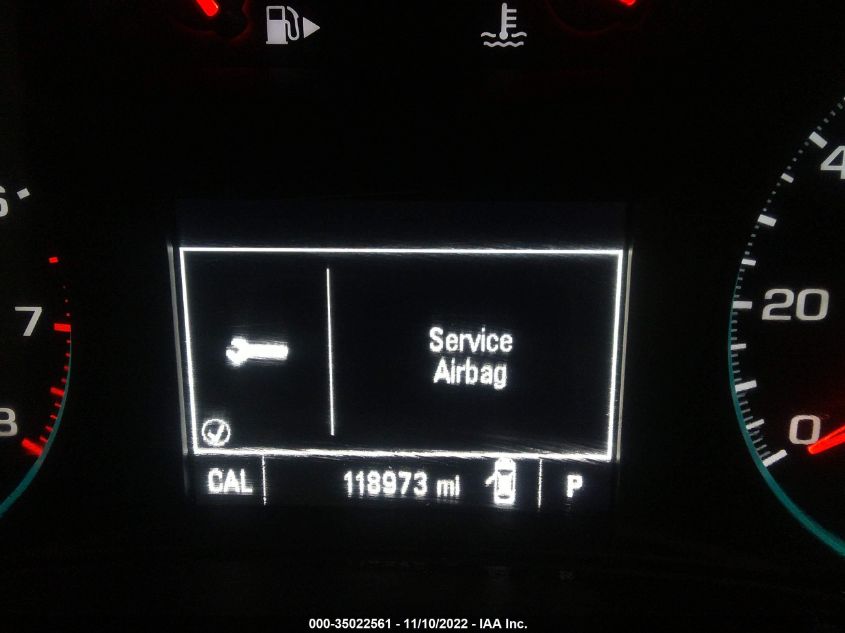 4
6
20
7
Service
Airbag
8
0
CAL 118973 mi P
000-35022561 - 11/10/2022 - IAA Inc.